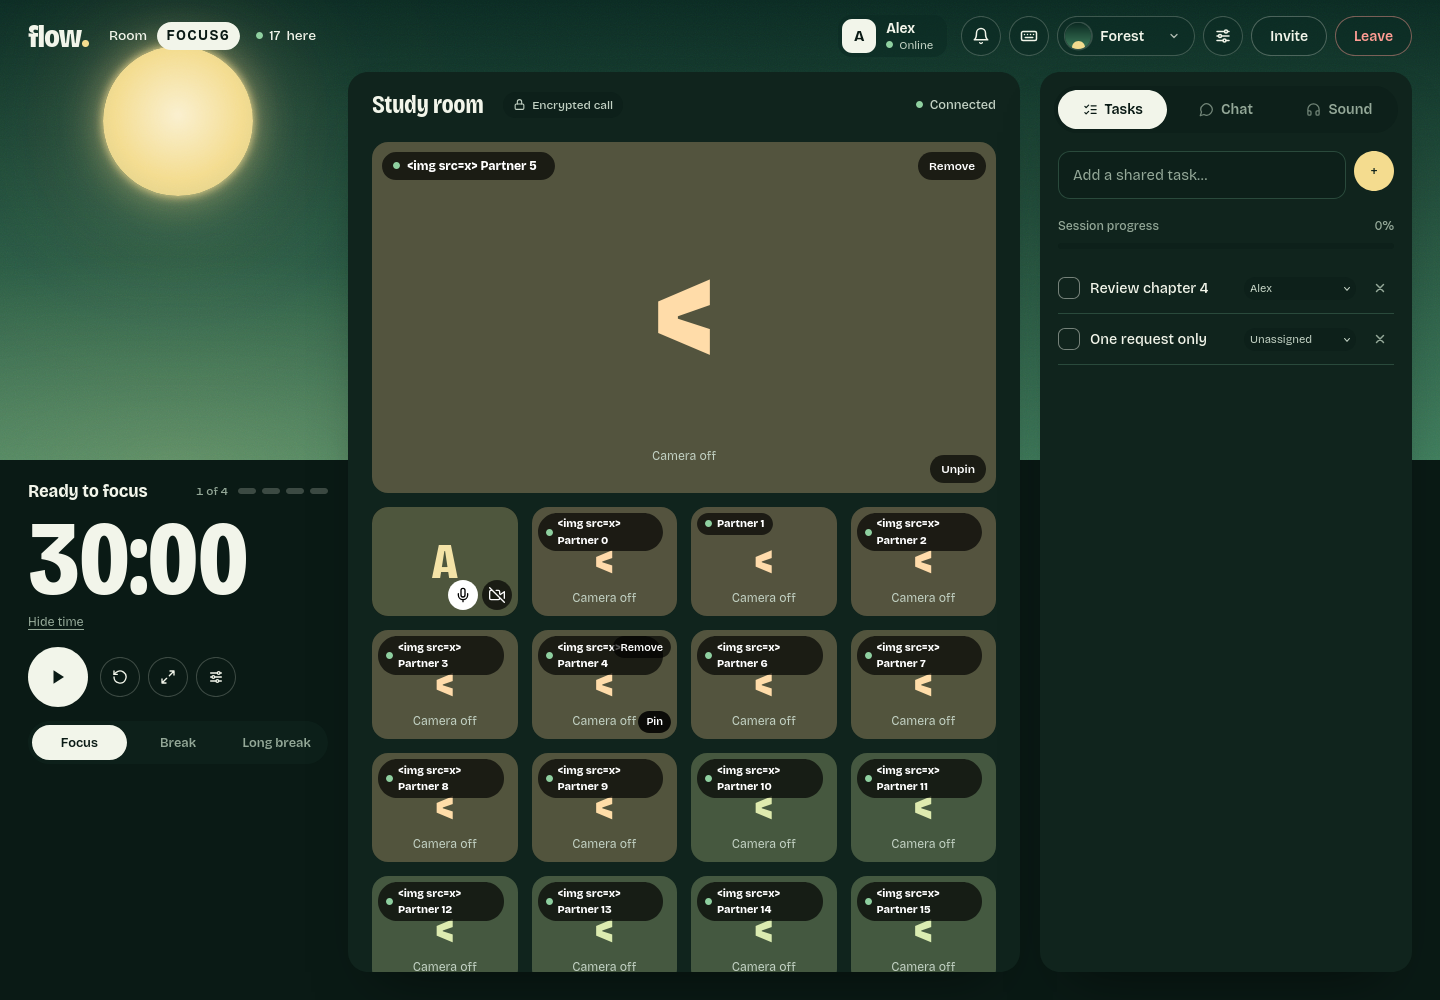 flow.
Room FOCUS6 17 here
A
Alex
Online
Forest
Invite
Leave
Study room
Encrypted call
Connected
<img src=x> Partner 5
Remove
<
Camera off
Unpin
A
<img src=x>
Partner 0
<
Camera off
Partner 1
<
Camera off
<img src=x>
Partner 2
<
Camera off
<img src=x>
Partner 3
<
Camera off
<img src=x>
Partner 4
Remove
<
Camera off
Pin
<img src=x>
Partner 6
<
Camera off
<img src=x>
Partner 7
<
Camera off
<img src=x>
Partner 8
<
Camera off
<img src=x>
Partner 9
<
Camera off
<img src=x>
Partner 10
<
Camera off
<img src=x>
Partner 11
<
Camera off
<img src=x>
Partner 12
<
Camera off
<img src=x>
Partner 13
<
Camera off
<img src=x>
Partner 14
<
Camera off
<img src=x>
Partner 15
<
Camera off
Ready to focus
1 of 4
30:00
Hide time
Focus
Break
Long break
Tasks
Chat
Sound
Add a shared task...
+
Session progress
0%
Review chapter 4
Alex
One request only
Unassigned